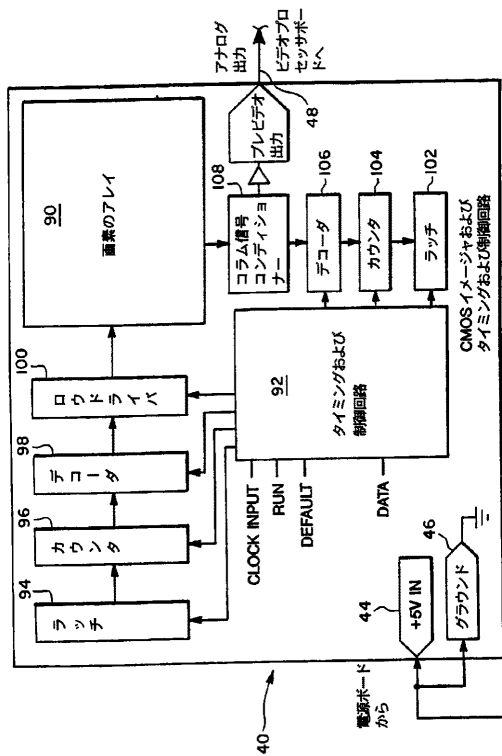 90
画素のアレイ
100
ロウドライバ
98
デコーダ
96
カウンタ
94
ラッチ
アナログ
出力
ビデオプロ
セッサボー
ドへ
48
プレビデオ
出力
108
コラム信号
コンディショ
ナー
106
デコーダ
104
カウンタ
102
ラッチ
92
タイミングおよび
制御回路
CLOCK INPUT
RUN
DEFAULT
DATA
CMOSイメージャおよび
タイミングおよび制御回路
44
+5V IN
46
グラウンド
電源ボード
から
40